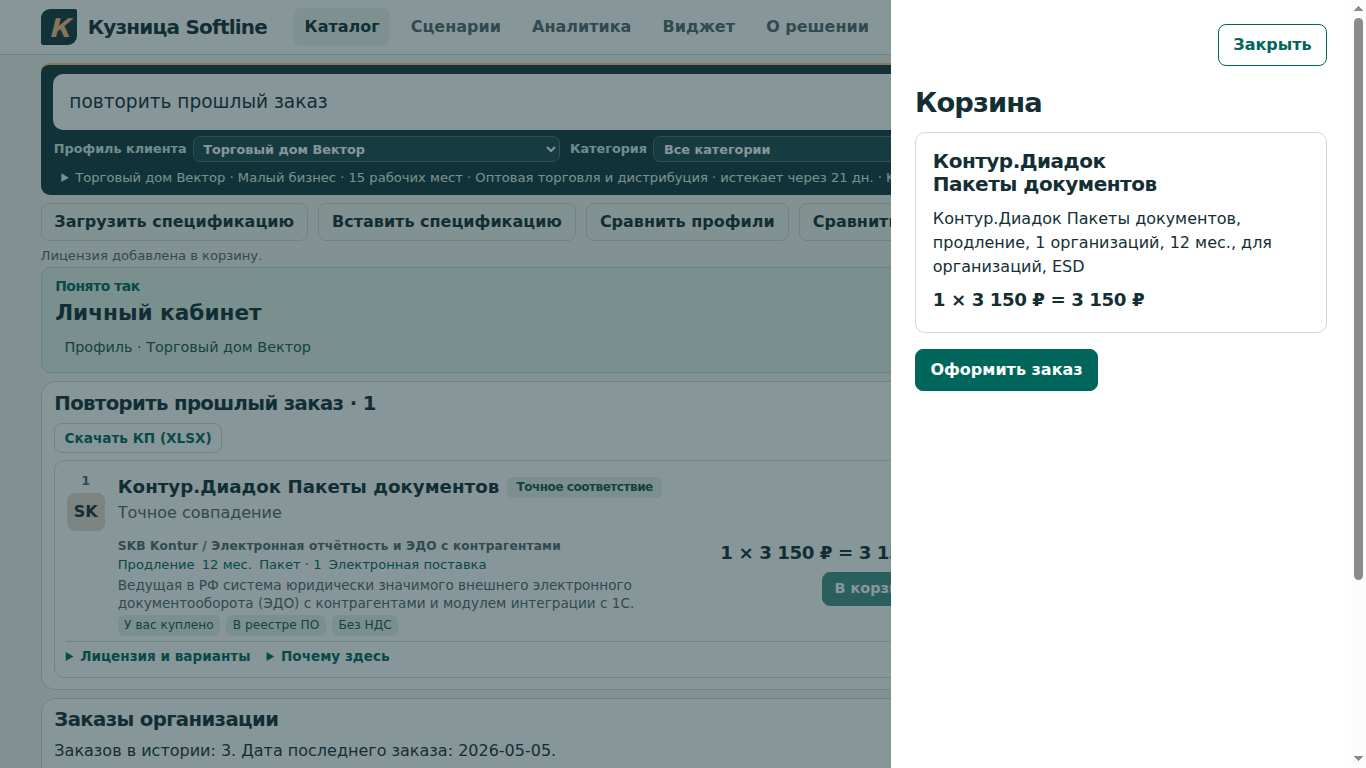 К Кузница Softline Каталог Сценарии Аналитика Виджет О решении
повторить прошлый заказ
Профиль клиента Торговый дом Вектор Категория Все категории
Торговый дом Вектор · Малый бизнес · 15 рабочих мест · Оптовая торговля и дистрибуция · истекает через 21 дн. ·
Загрузить спецификацию Вставить спецификацию Сравнить профили
Лицензия добавлена в корзину.
Понято так
Личный кабинет
Профиль · Торговый дом Вектор
Повторить прошлый заказ · 1
Скачать КП (XLSX)
1
SK
Контур.Диадок Пакеты документов Точное соответствие
Точное совпадение
SKB Kontur / Электронная отчётность и ЭДО с контрагентами
Продление 12 мес. Пакет · 1 Электронная поставка
Ведущая в РФ система юридически значимого внешнего электронного
документооборота (ЭДО) с контрагентами и модулем интеграции с 1С.
У вас куплено В реестре ПО Без НДС
1 × 3 150 ₽ = 3
В
Лицензия и варианты Почему здесь
Заказы организации
Заказов в истории: 3. Дата последнего заказа: 2026-05-05.
Закрыть
Корзина
Контур.Диадок
Пакеты документов
Контур.Диадок Пакеты документов,
продление, 1 организаций, 12 мес., для
организаций, ESD
1 × 3 150 ₽ = 3 150 ₽
Оформить заказ